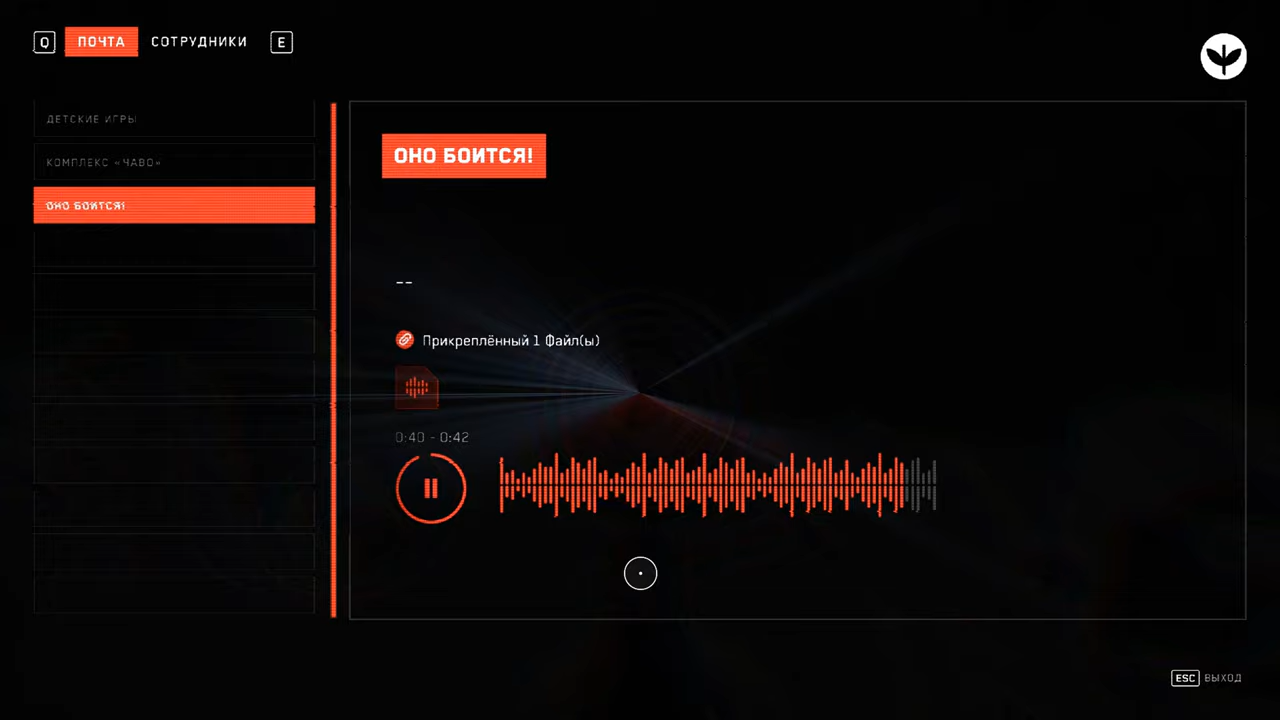 Q ПОЧТА СОТРУДНИКИ E
ДЕТСКИЕ ИГРЫ
КОМПЛЕКС «ЧАВО»
ОНО БОИТСЯ!
ОНО БОИТСЯ!
--
Прикреплённый 1 Файл(ы)
0:40 - 0:42
ESC ВЫХОД